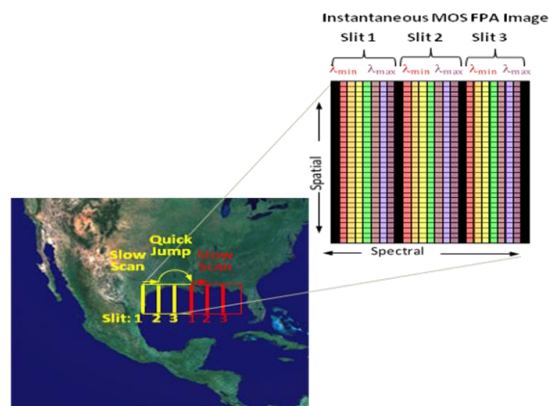 Instantaneous MOS FPA Image
Slit 1 Slit 2 Slit 3
λmin λmax λmin λmax λmin λmax
Spatial
Spectral
Quick
Jump
Slow
Scan
Slow
Scan
Slit: 1 2 3 1 2 3